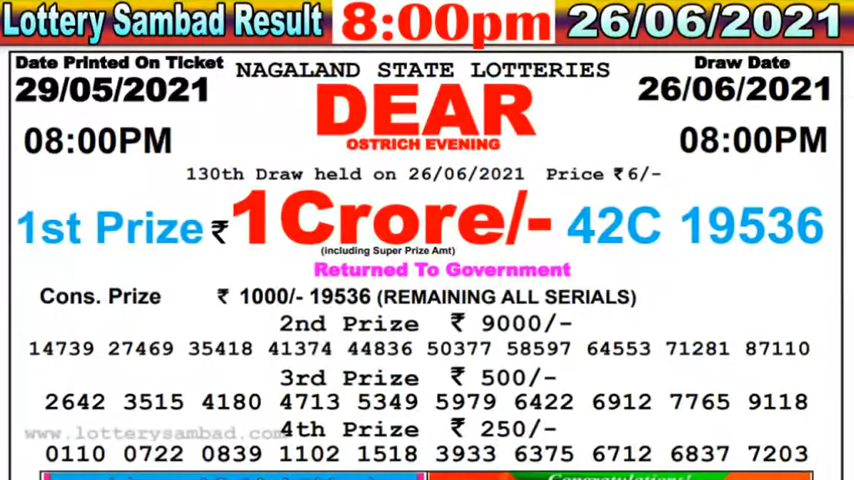 Lottery Sambad Result 8:00pm 26/06/2021
Date Printed On Ticket NAGALAND STATE LOTTERIES Draw Date
29/05/2021 DEAR 26/06/2021
OSTRICH EVENING
08:00PM 08:00PM
130th Draw held on 26/06/2021 Price ₹6/-
1st Prize ₹1Crore/- 42C 19536
(including Super Prize Amt)
Returned To Government
Cons. Prize ₹ 1000/- 19536 (REMAINING ALL SERIALS)
2nd Prize ₹ 9000/-
14739 27469 35418 41374 44836 50377 58597 64553 71281 87110
3rd Prize ₹ 500/-
2642 3515 4180 4713 5349 5979 6422 6912 7765 9118
www.lotterysambad.com
4th Prize ₹ 250/-
0110 0722 0839 1102 1518 3933 6375 6712 6837 7203
Congratulations!